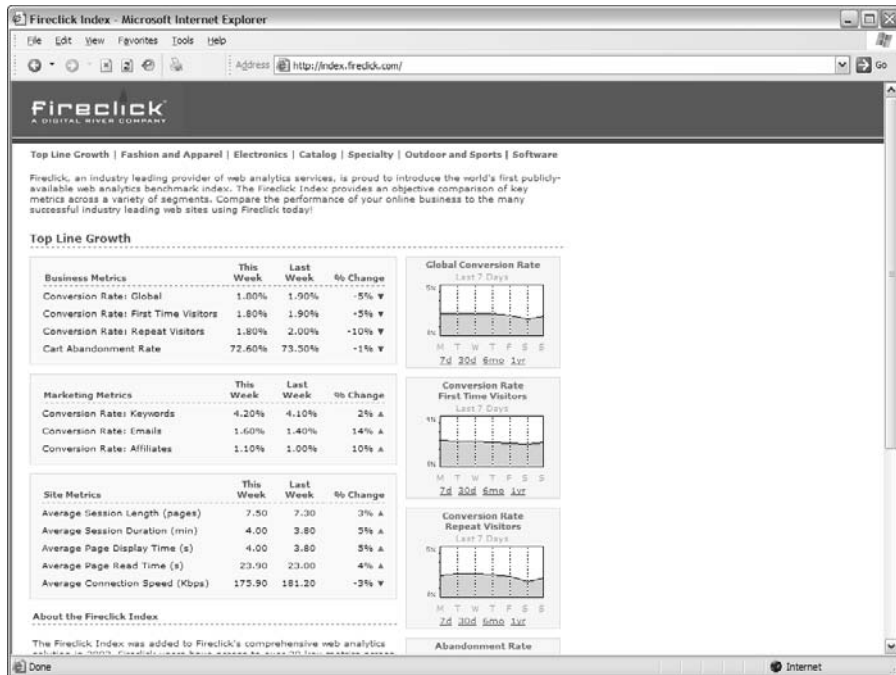 Fireclick Index - Microsoft Internet Explorer
File Edit View Favorites Tools Help
Address http://index.fireclick.com/ Go
Fireclick
A DIGITAL RIVER COMPANY
Top Line Growth | Fashion and Apparel | Electronics | Catalog | Specialty | Outdoor and Sports | Software
Fireclick, an industry leading provider of web analytics services, is proud to introduce the world's first publicly-
available web analytics benchmark index. The Fireclick Index provides an objective comparison of key
metrics across a variety of segments. Compare the performance of your online business to the many
successful industry leading web sites using Fireclick today!
Top Line Growth
Business Metrics This Week Last Week % Change
Conversion Rate: Global 1.80% 1.90% -5% ▼
Conversion Rate: First Time Visitors 1.80% 1.90% -5% ▼
Conversion Rate: Repeat Visitors 1.80% 2.00% -10% ▼
Cart Abandonment Rate 72.60% 73.50% -1% ▼
Marketing Metrics This Week Last Week % Change
Conversion Rate: Keywords 4.20% 4.10% 2% ▲
Conversion Rate: Emails 1.60% 1.40% 14% ▲
Conversion Rate: Affiliates 1.10% 1.00% 10% ▲
Site Metrics This Week Last Week % Change
Average Session Length (pages) 7.50 7.30 3% ▲
Average Session Duration (min) 4.00 3.80 5% ▲
Average Page Display Time (s) 4.00 3.80 5% ▲
Average Page Read Time (s) 23.90 23.00 4% ▲
Average Connection Speed (Kbps) 175.90 181.20 -3% ▼
About the Fireclick Index
The Fireclick Index was added to Fireclick's comprehensive web analytics
Global Conversion Rate
Last 7 Days
5%
0%
M T W T F S S
7d 30d 6mo 1yr
Conversion Rate
First Time Visitors
Last 7 Days
4%
0%
M T W T F S S
7d 30d 6mo 1yr
Conversion Rate
Repeat Visitors
Last 7 Days
5%
0%
M T W T F S S
7d 30d 6mo 1yr
Abandonment Rate
Done Internet